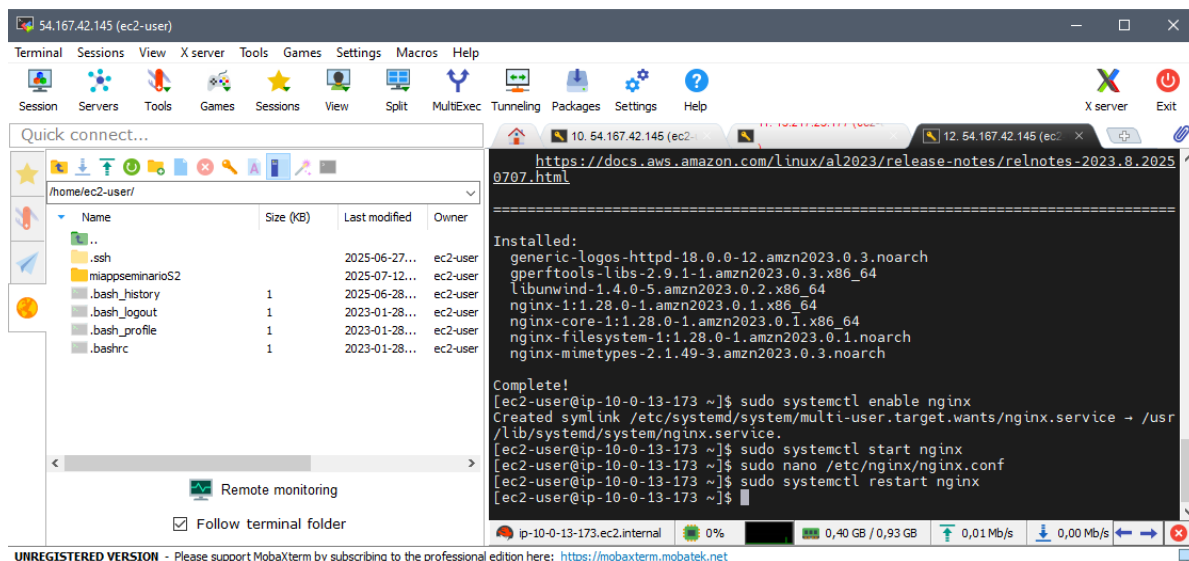 54.167.42.145 (ec2-user)
Terminal Sessions View X server Tools Games Settings Macros Help
Session Servers Tools Games Sessions View Split MultiExec Tunneling Packages Settings Help X server Exit
Quick connect...
10. 54.167.42.145 (ec2-
12. 54.167.42.145 (ec2
/home/ec2-user/
Name Size (KB) Last modified Owner
..
.ssh 2025-06-27... ec2-user
miappseminarioS2 2025-07-12... ec2-user
.bash_history 1 2025-06-28... ec2-user
.bash_logout 1 2023-01-28... ec2-user
.bash_profile 1 2023-01-28... ec2-user
.bashrc 1 2023-01-28... ec2-user
Remote monitoring
Follow terminal folder
https://docs.aws.amazon.com/linux/al2023/release-notes/relnotes-2023.8.2025
0707.html
================================================================================
Installed:
generic-logos-httpd-18.0.0-12.amzn2023.0.3.noarch
gperftools-libs-2.9.1-1.amzn2023.0.3.x86_64
libunwind-1.4.0-5.amzn2023.0.2.x86_64
nginx-1:1.28.0-1.amzn2023.0.1.x86_64
nginx-core-1:1.28.0-1.amzn2023.0.1.x86_64
nginx-filesystem-1:1.28.0-1.amzn2023.0.1.noarch
nginx-mimetypes-2.1.49-3.amzn2023.0.3.noarch
Complete!
[ec2-user@ip-10-0-13-173 ~]$ sudo systemctl enable nginx
Created symlink /etc/systemd/system/multi-user.target.wants/nginx.service → /usr
/lib/systemd/system/nginx.service.
[ec2-user@ip-10-0-13-173 ~]$ sudo systemctl start nginx
[ec2-user@ip-10-0-13-173 ~]$ sudo nano /etc/nginx/nginx.conf
[ec2-user@ip-10-0-13-173 ~]$ sudo systemctl restart nginx
[ec2-user@ip-10-0-13-173 ~]$
ip-10-0-13-173.ec2.internal 0% 0,40 GB / 0,93 GB 0,01 Mb/s 0,00 Mb/s
UNREGISTERED VERSION - Please support MobaXterm by subscribing to the professional edition here: https://mobaxterm.mobatek.net